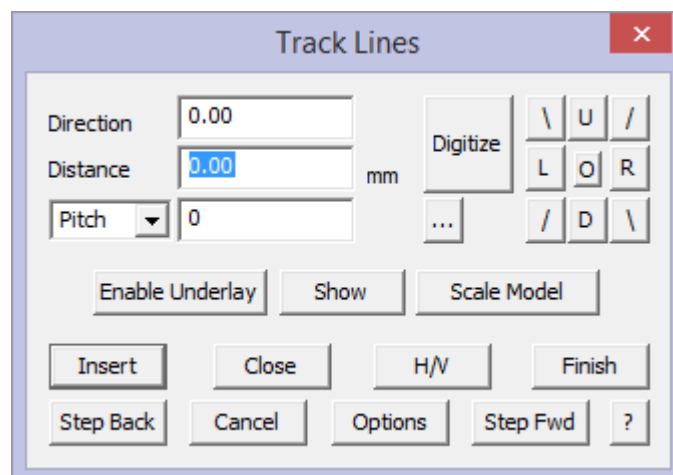 Track Lines
Direction 0.00 Digitize \ U /
Distance 0.00 mm L O R
Pitch 0 ... / D \
Enable Underlay Show Scale Model
Insert Close H/V Finish
Step Back Cancel Options Step Fwd ?